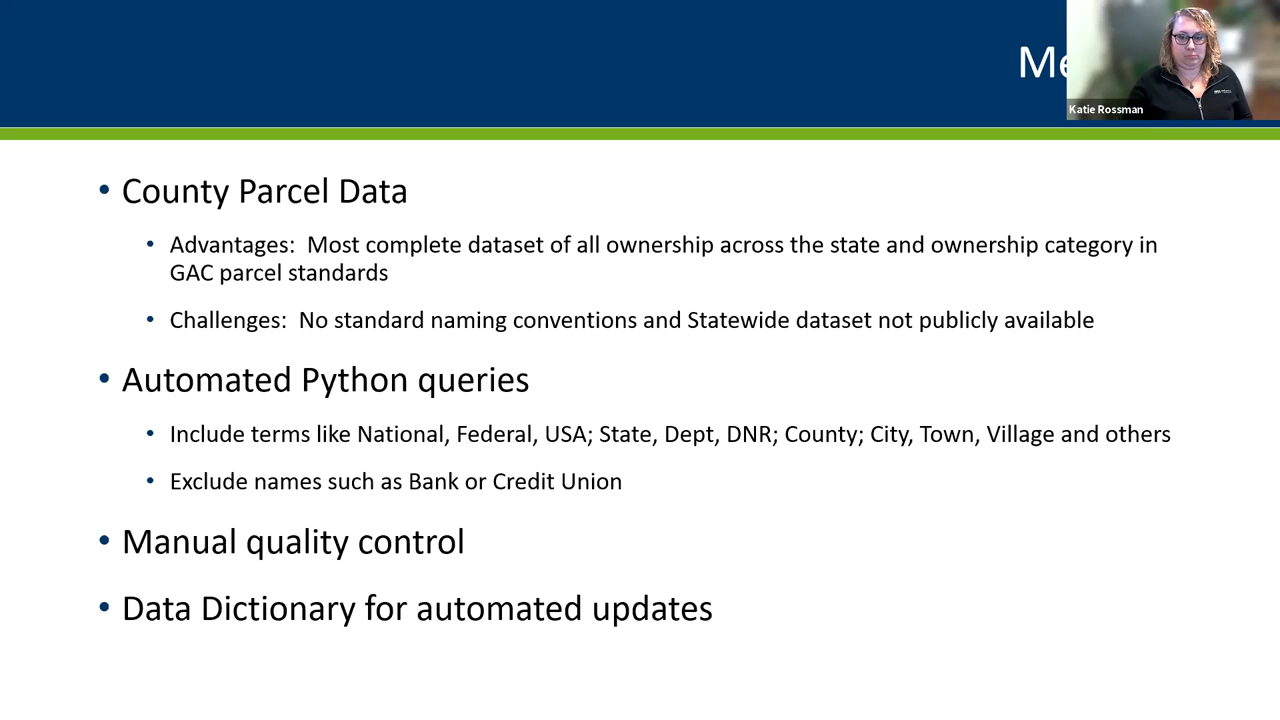 Katie Rossman
• County Parcel Data
• Advantages:  Most complete dataset of all ownership across the state and ownership category in
GAC parcel standards
• Challenges:  No standard naming conventions and Statewide dataset not publicly available
• Automated Python queries
• Include terms like National, Federal, USA; State, Dept, DNR; County; City, Town, Village and others
• Exclude names such as Bank or Credit Union
• Manual quality control
• Data Dictionary for automated updates